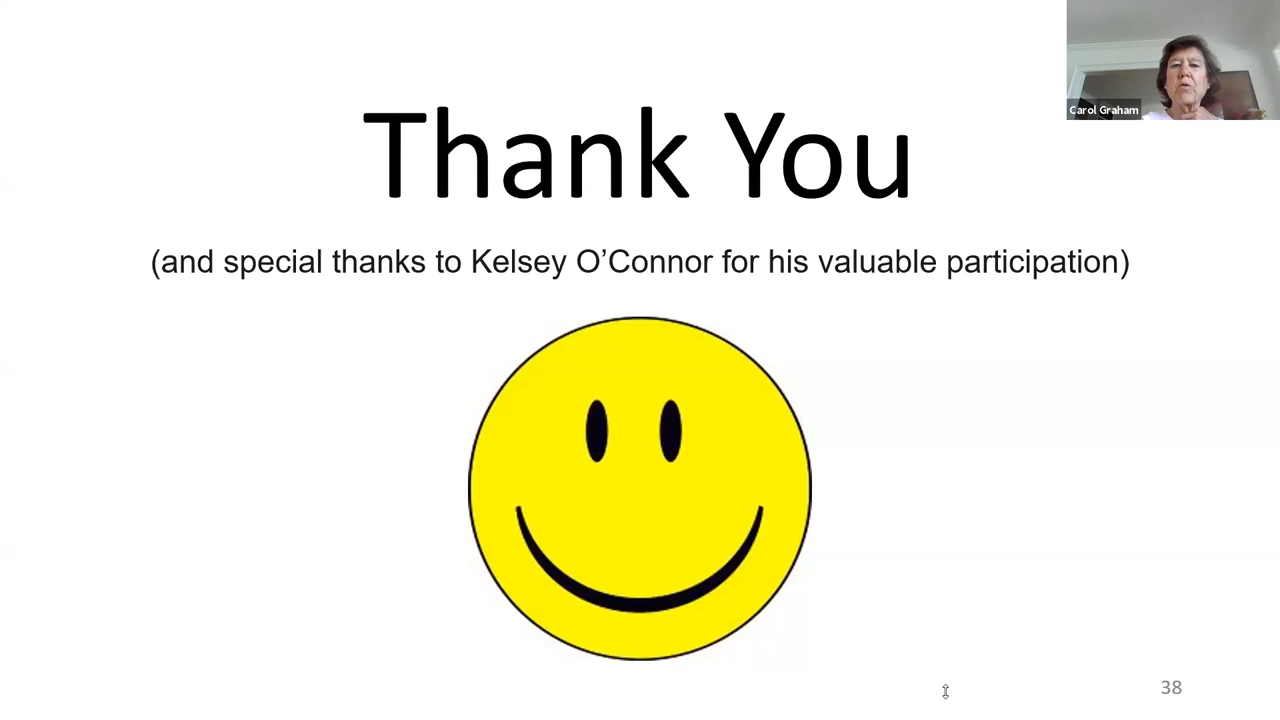 Carol Graham
Thank You
(and special thanks to Kelsey O’Connor for his valuable participation)
38